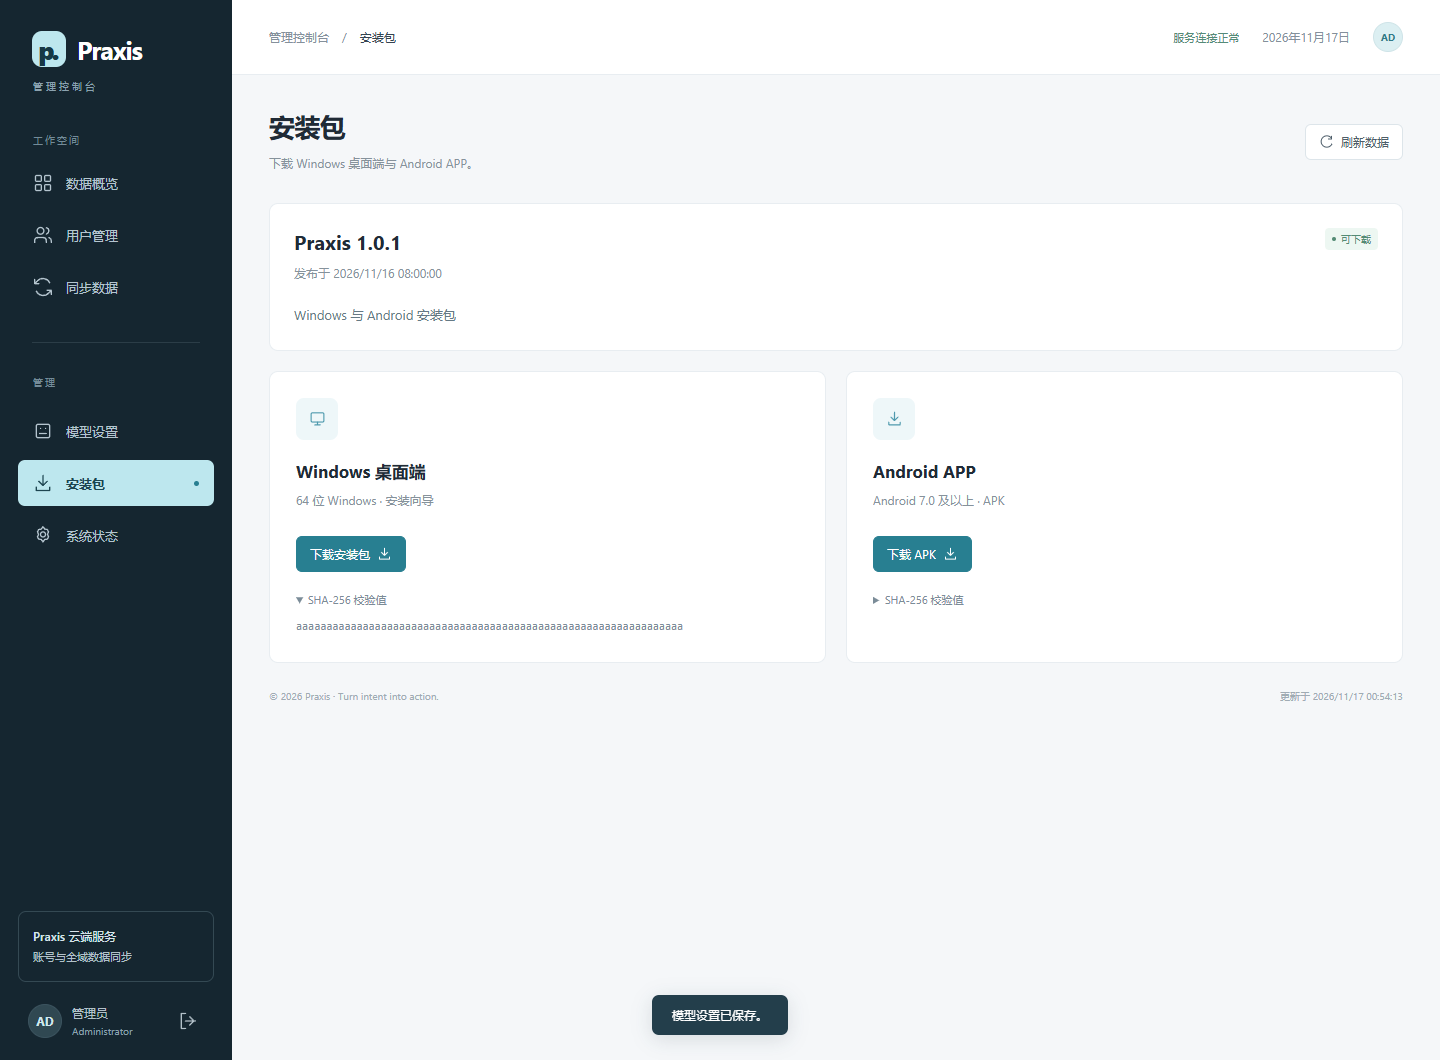 p.
Praxis
管理控制台
工作空间
数据概览
用户管理
同步数据
管理
模型设置
安装包
系统状态
Praxis 云端服务
账号与全域数据同步
AD
管理员
Administrator
管理控制台 / 安装包
服务连接正常
2026年11月17日
AD
安装包
下载 Windows 桌面端与 Android APP。
刷新数据
Praxis 1.0.1
可下载
发布于 2026/11/16 08:00:00
Windows 与 Android 安装包
Windows 桌面端
64 位 Windows · 安装向导
下载安装包
SHA-256 校验值
aaaaaaaaaaaaaaaaaaaaaaaaaaaaaaaaaaaaaaaaaaaaaaaaaaaaaaaaaaaaaaaa
Android APP
Android 7.0 及以上 · APK
下载 APK
SHA-256 校验值
© 2026 Praxis · Turn intent into action.
更新于 2026/11/17 00:54:13
模型设置已保存。